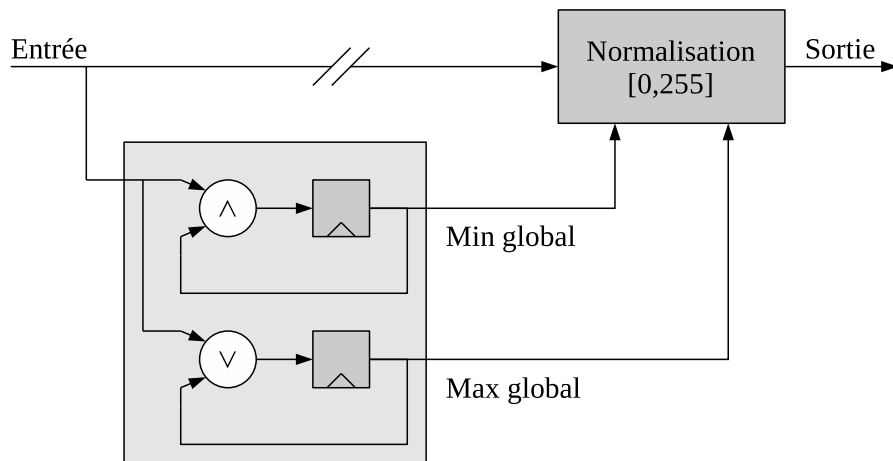 Entrée
Normalisation
[0,255]
Sortie
∧
Min global
∨
Max global